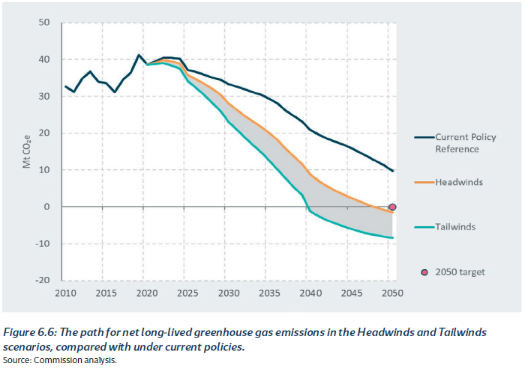 50
40
30
20
10
0
-10
-20
Mt CO₂e
2010 2015 2020 2025 2030 2035 2040 2045 2050
Current Policy
Reference
Headwinds
Tailwinds
2050 target
Figure 6.6: The path for net long-lived greenhouse gas emissions in the Headwinds and Tailwinds
scenarios, compared with under current policies.
Source: Commission analysis.